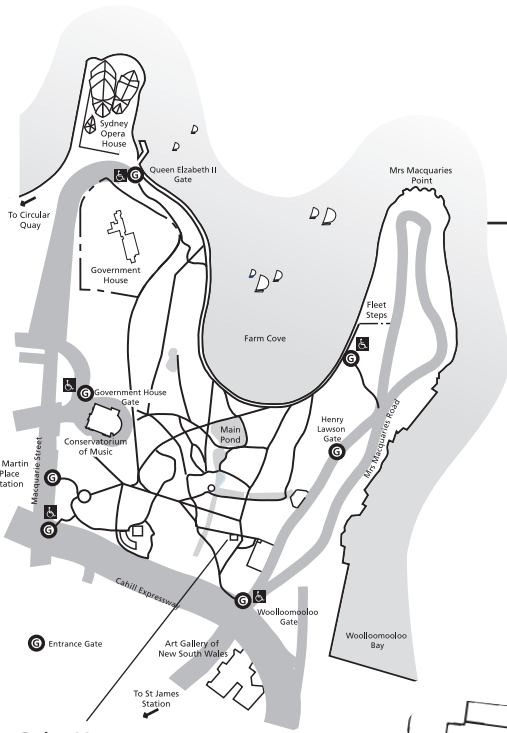 Sydney
Opera
House
Queen Elzabeth II
Gate
Mrs Macquaries
Point
To Circular
Quay
Government
House
Fleet
Steps
Farm Cove
G
Government House
Gate
Conservatorium
of Music
Main
Pond
Henry
Lawson
Gate
Mrs Macquaries Road
Macquarie Street
Martin
Place
tation
Cahill Expressway
Woolloomooloo
Gate
G Entrance Gate
Art Gallery of
New South Wales
Woolloomooloo
Bay
To St James
Station